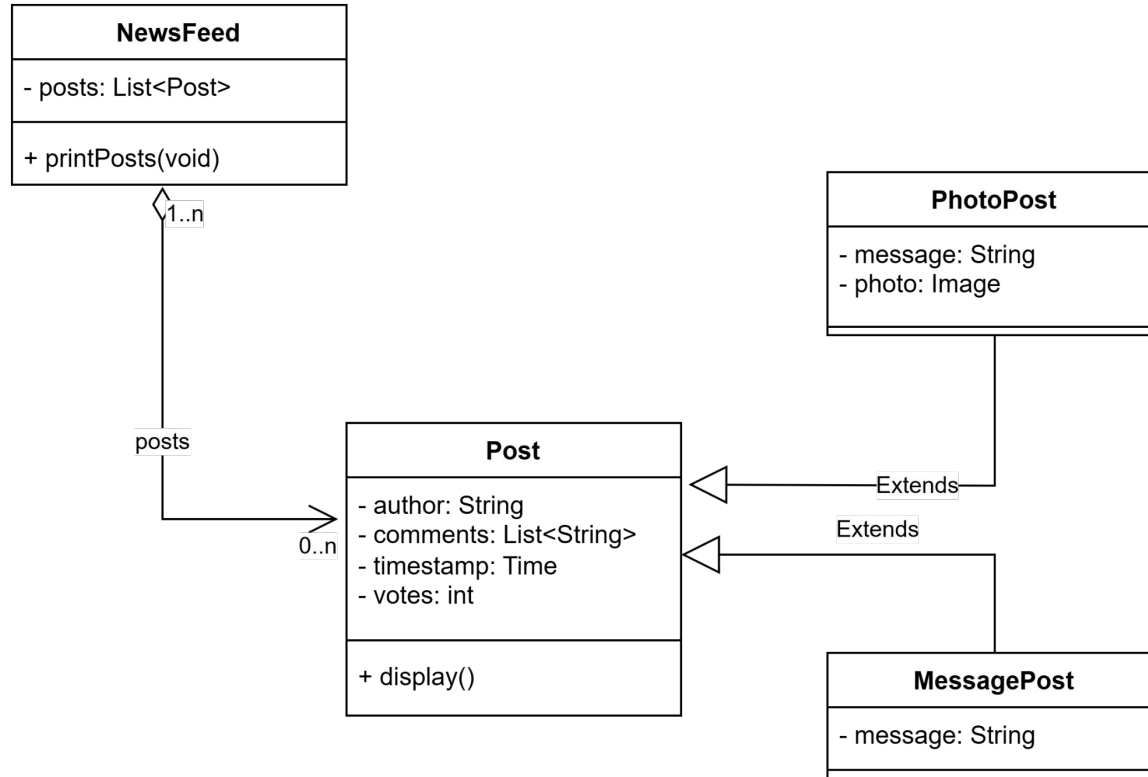 NewsFeed
- posts: List<Post>
+ printPosts(void)
1..n
posts
0..n
Post
- author: String
- comments: List<String>
- timestamp: Time
- votes: int
+ display()
PhotoPost
- message: String
- photo: Image
Extends
Extends
MessagePost
- message: String